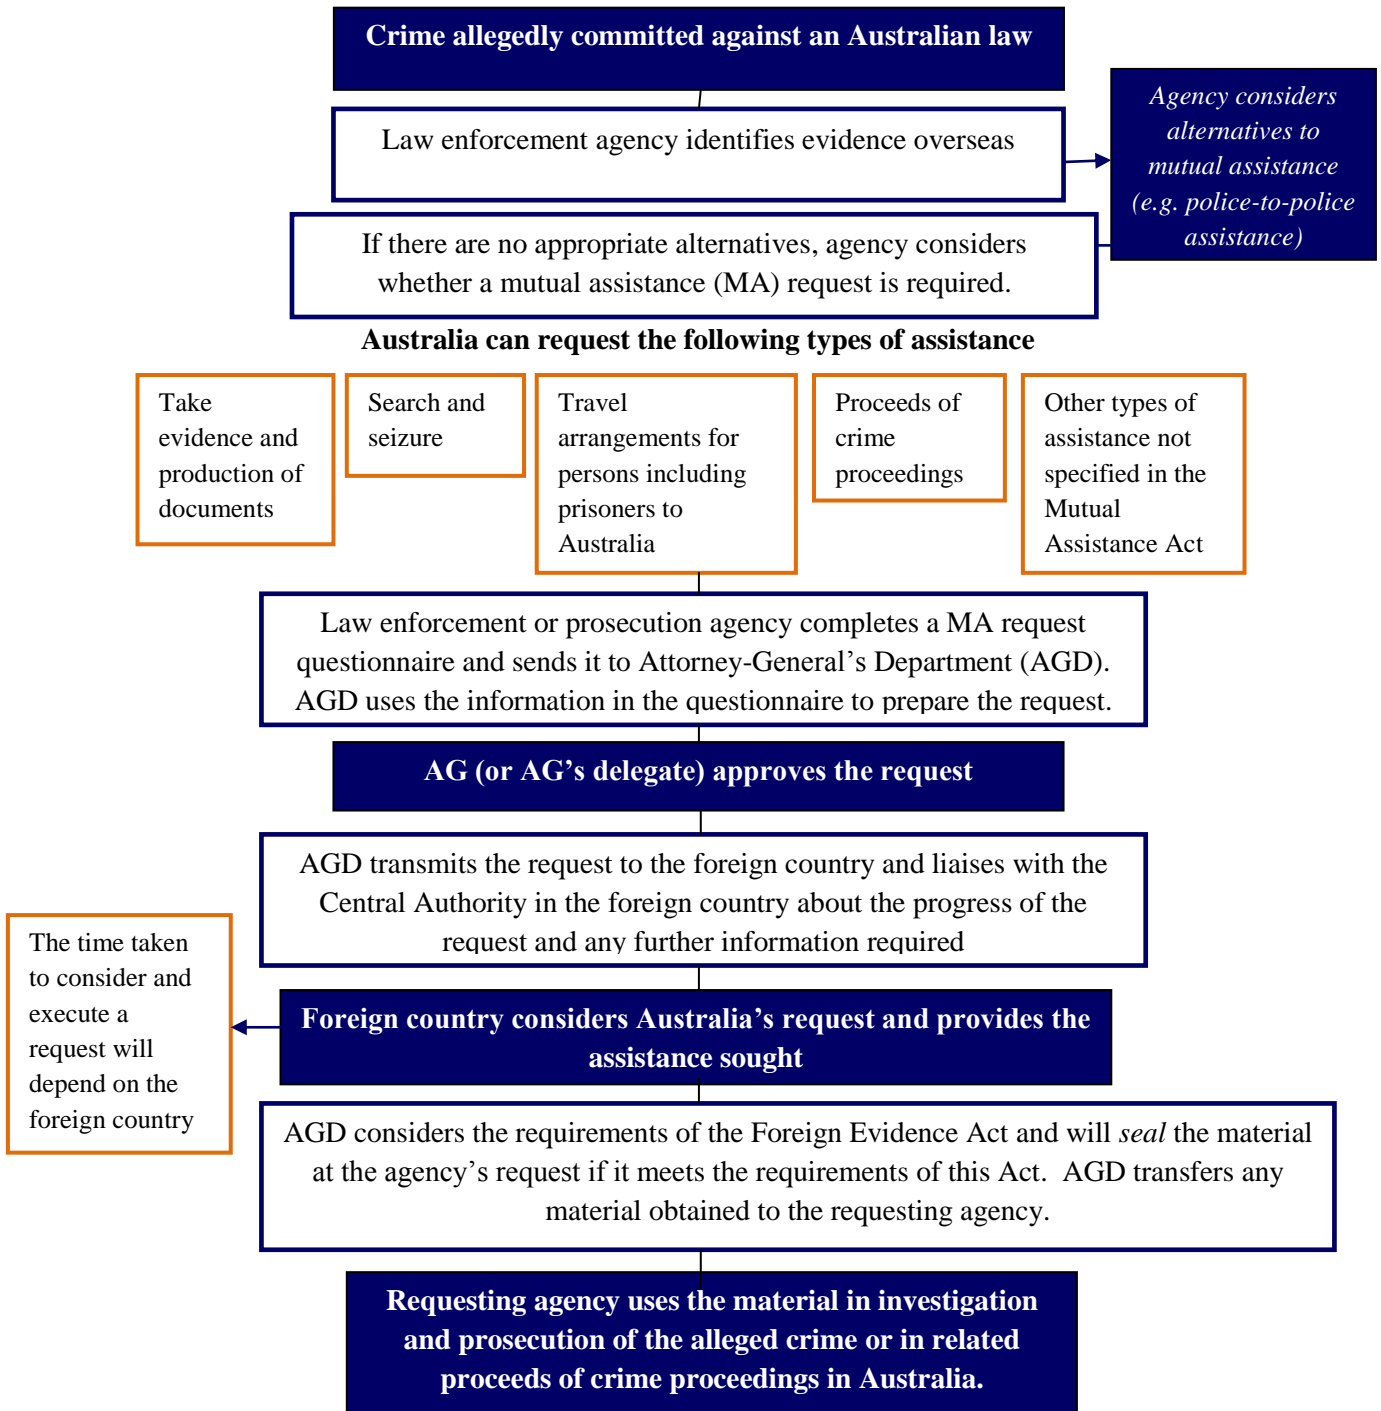 Crime allegedly committed against an Australian law
Law enforcement agency identifies evidence overseas
Agency considers
alternatives to
mutual assistance
(e.g. police-to-police
assistance)
If there are no appropriate alternatives, agency considers
whether a mutual assistance (MA) request is required.
Australia can request the following types of assistance
Take
evidence and
production of
documents
Search and
seizure
Travel
arrangements for
persons including
prisoners to
Australia
Proceeds of
crime
proceedings
Other types of
assistance not
specified in the
Mutual
Assistance Act
Law enforcement or prosecution agency completes a MA request
questionnaire and sends it to Attorney-General’s Department (AGD).
AGD uses the information in the questionnaire to prepare the request.
AG (or AG’s delegate) approves the request
AGD transmits the request to the foreign country and liaises with the
Central Authority in the foreign country about the progress of the
request and any further information required
The time taken
to consider and
execute a
request will
depend on the
foreign country
Foreign country considers Australia’s request and provides the
assistance sought
AGD considers the requirements of the Foreign Evidence Act and will seal the material
at the agency’s request if it meets the requirements of this Act.  AGD transfers any
material obtained to the requesting agency.
Requesting agency uses the material in investigation
and prosecution of the alleged crime or in related
proceeds of crime proceedings in Australia.